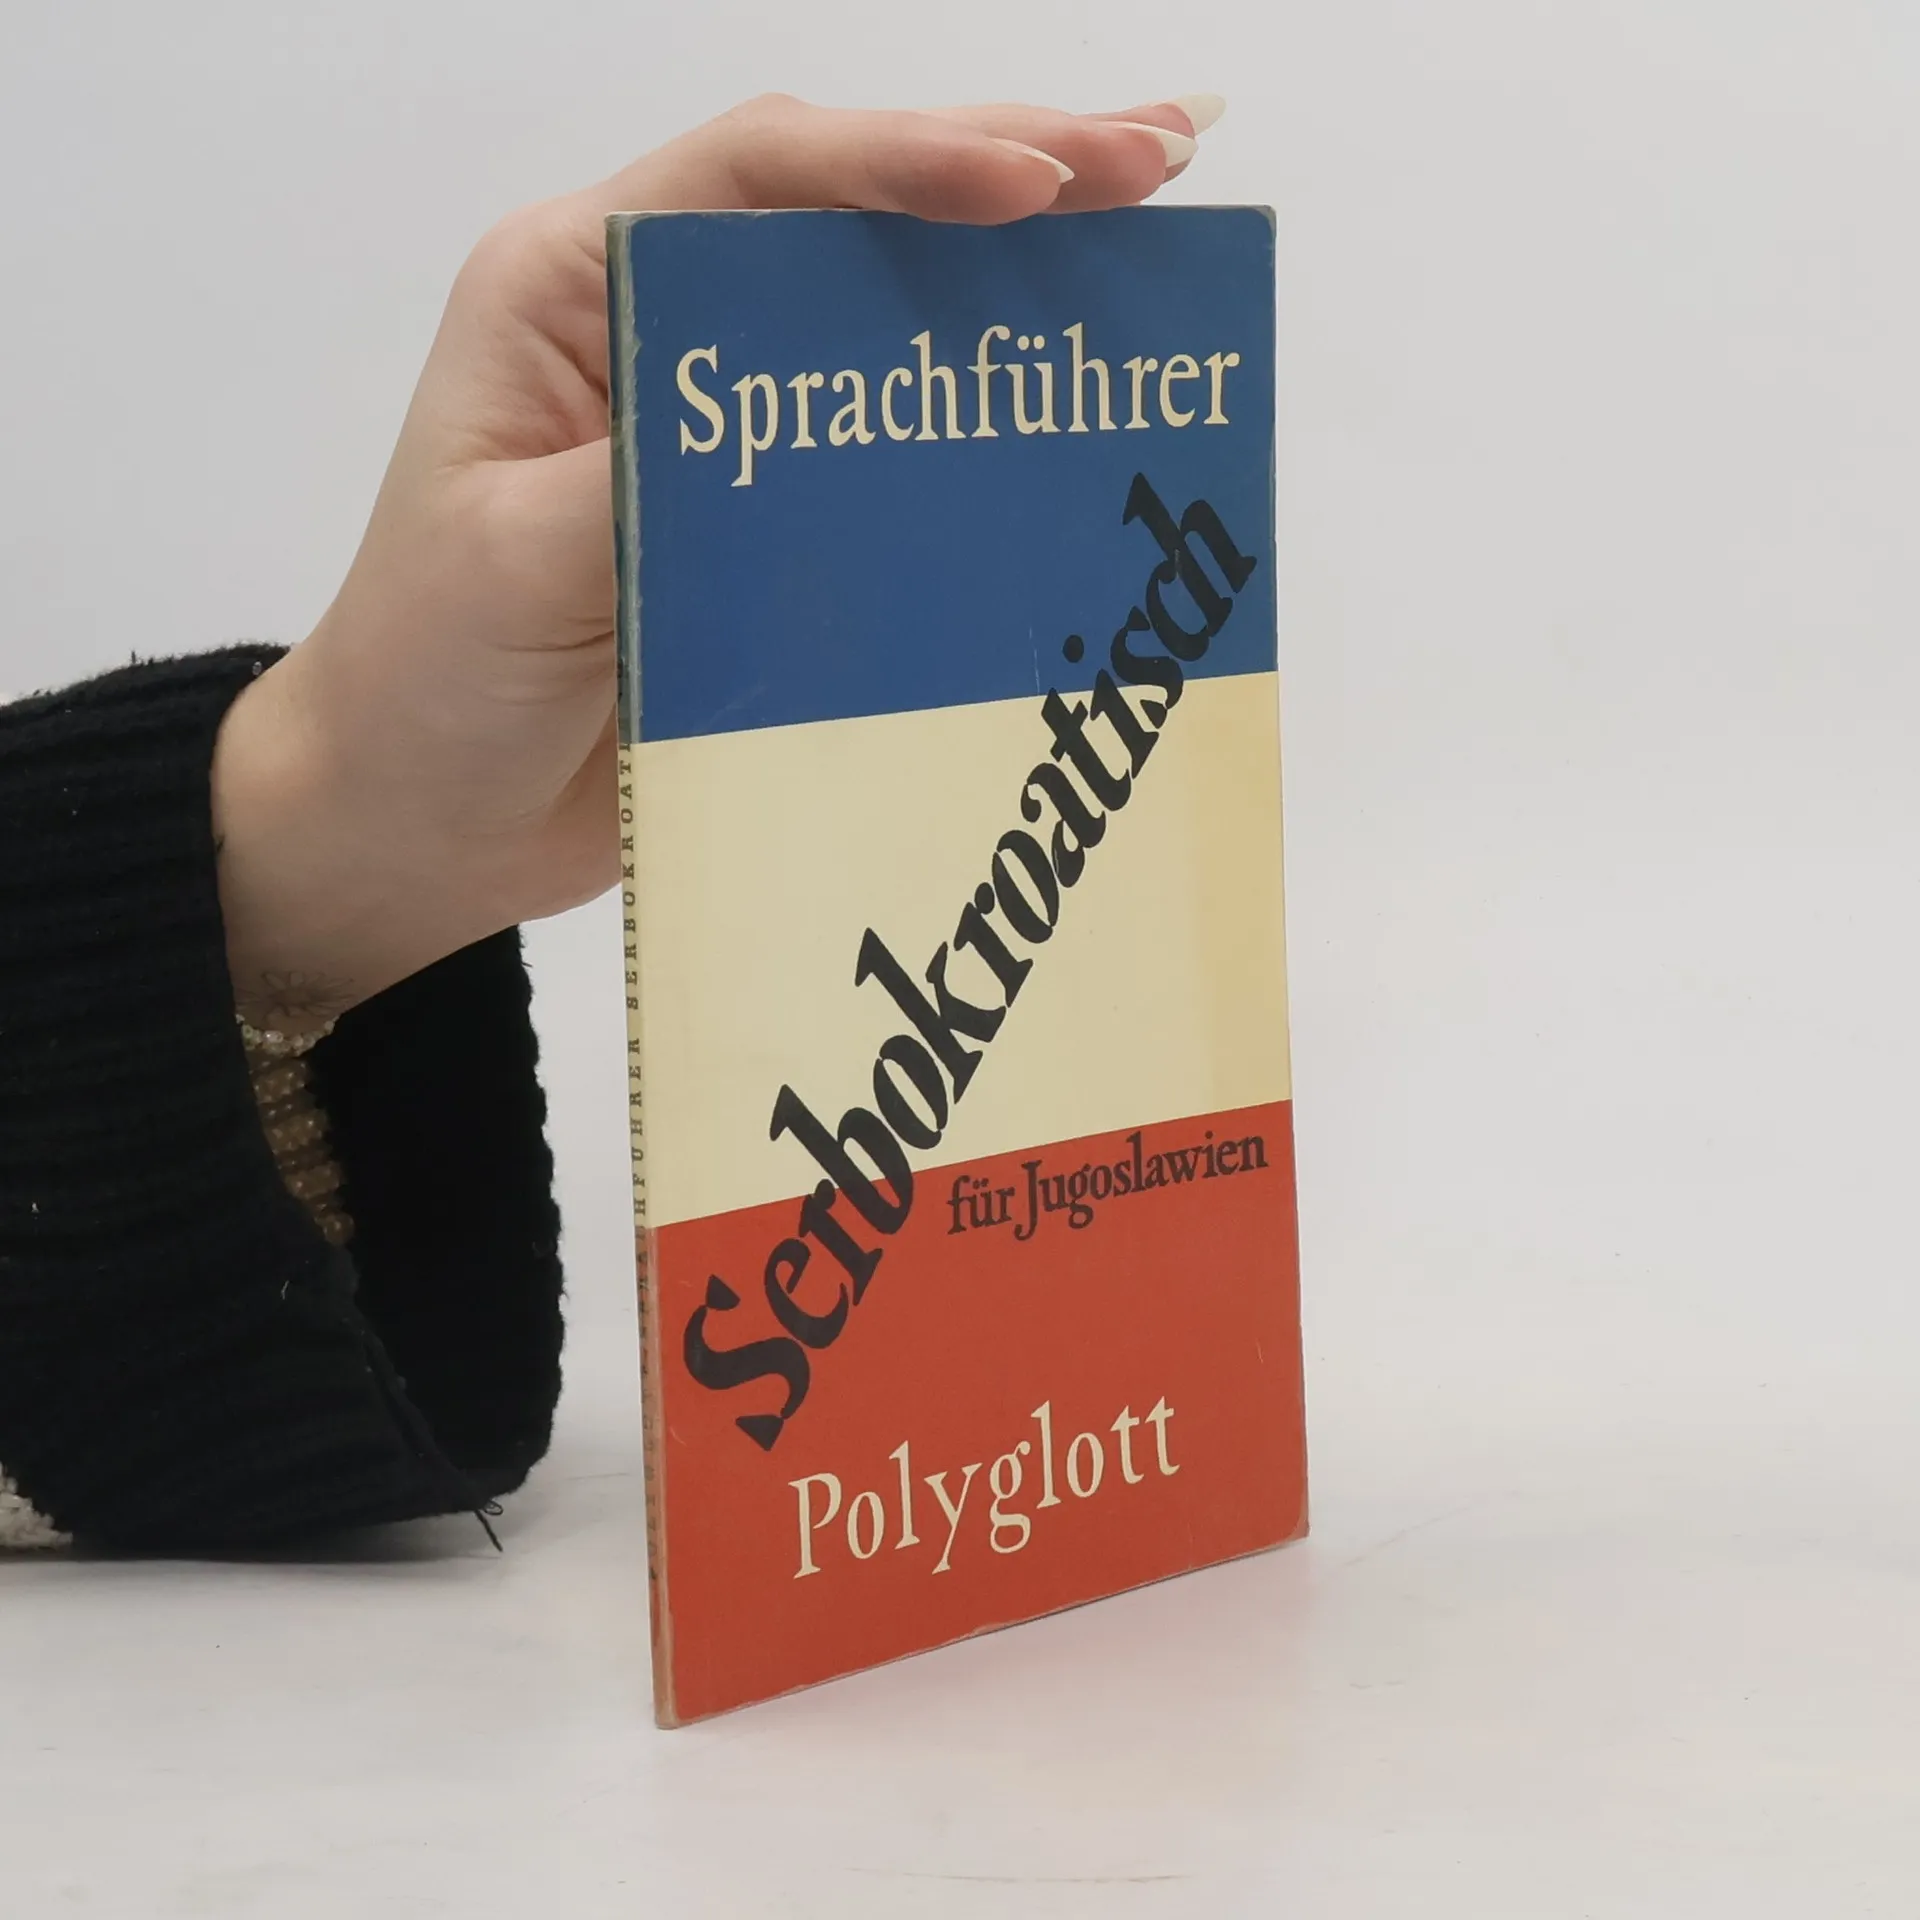 Sprachführer
Serbokroatisch
für Jugoslawien
Polyglott
SPRACHFÜHRER SERBOKROATI